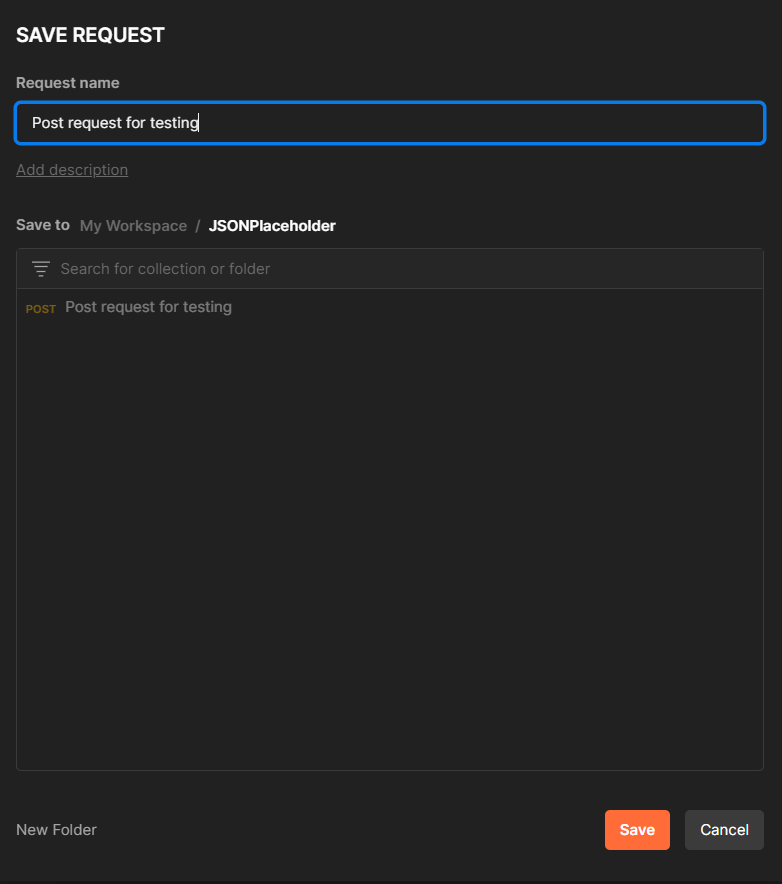 SAVE REQUEST
Request name
Post request for testing
Add description
Save to My Workspace / JSONPlaceholder
Search for collection or folder
POST Post request for testing
New Folder Save Cancel